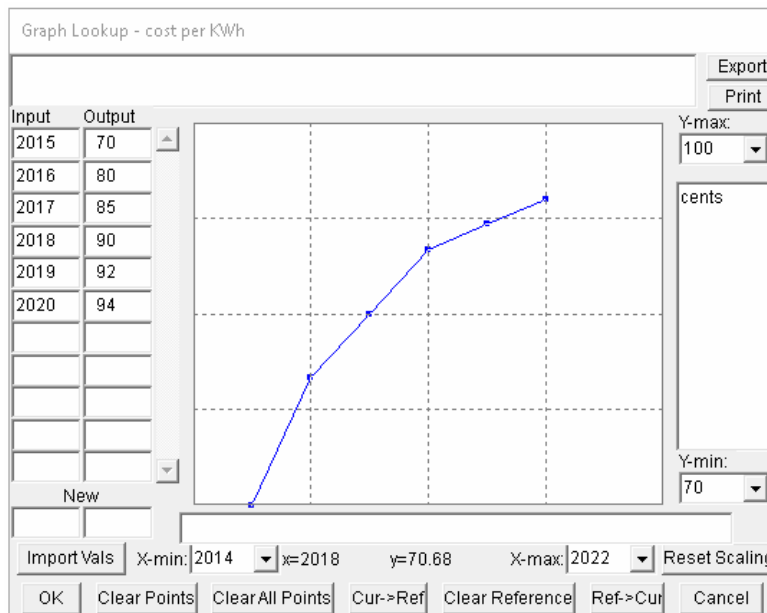 Graph Lookup - cost per KWh
Export
Print
Input Output
Y-max:
2015 70
100
2016 80
cents
2017 85
2018 90
2019 92
2020 94
Y-min:
70
New
Import Vals X-min: 2014 x=2018 y=70.68 X-max: 2022 Reset Scaling
OK Clear Points Clear All Points Cur->Ref Clear Reference Ref->Cur Cancel